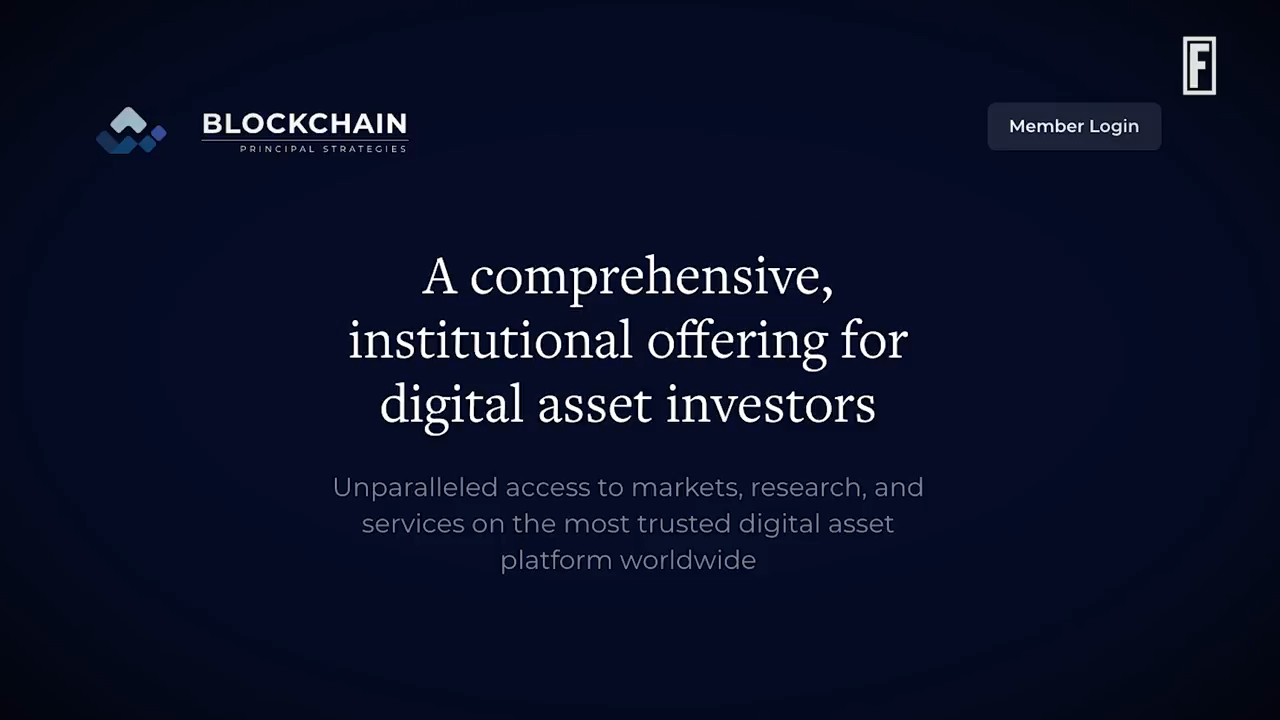 F
BLOCKCHAIN
PRINCIPAL STRATEGIES
Member Login
A comprehensive,
institutional offering for
digital asset investors
Unparalleled access to markets, research, and
services on the most trusted digital asset
platform worldwide